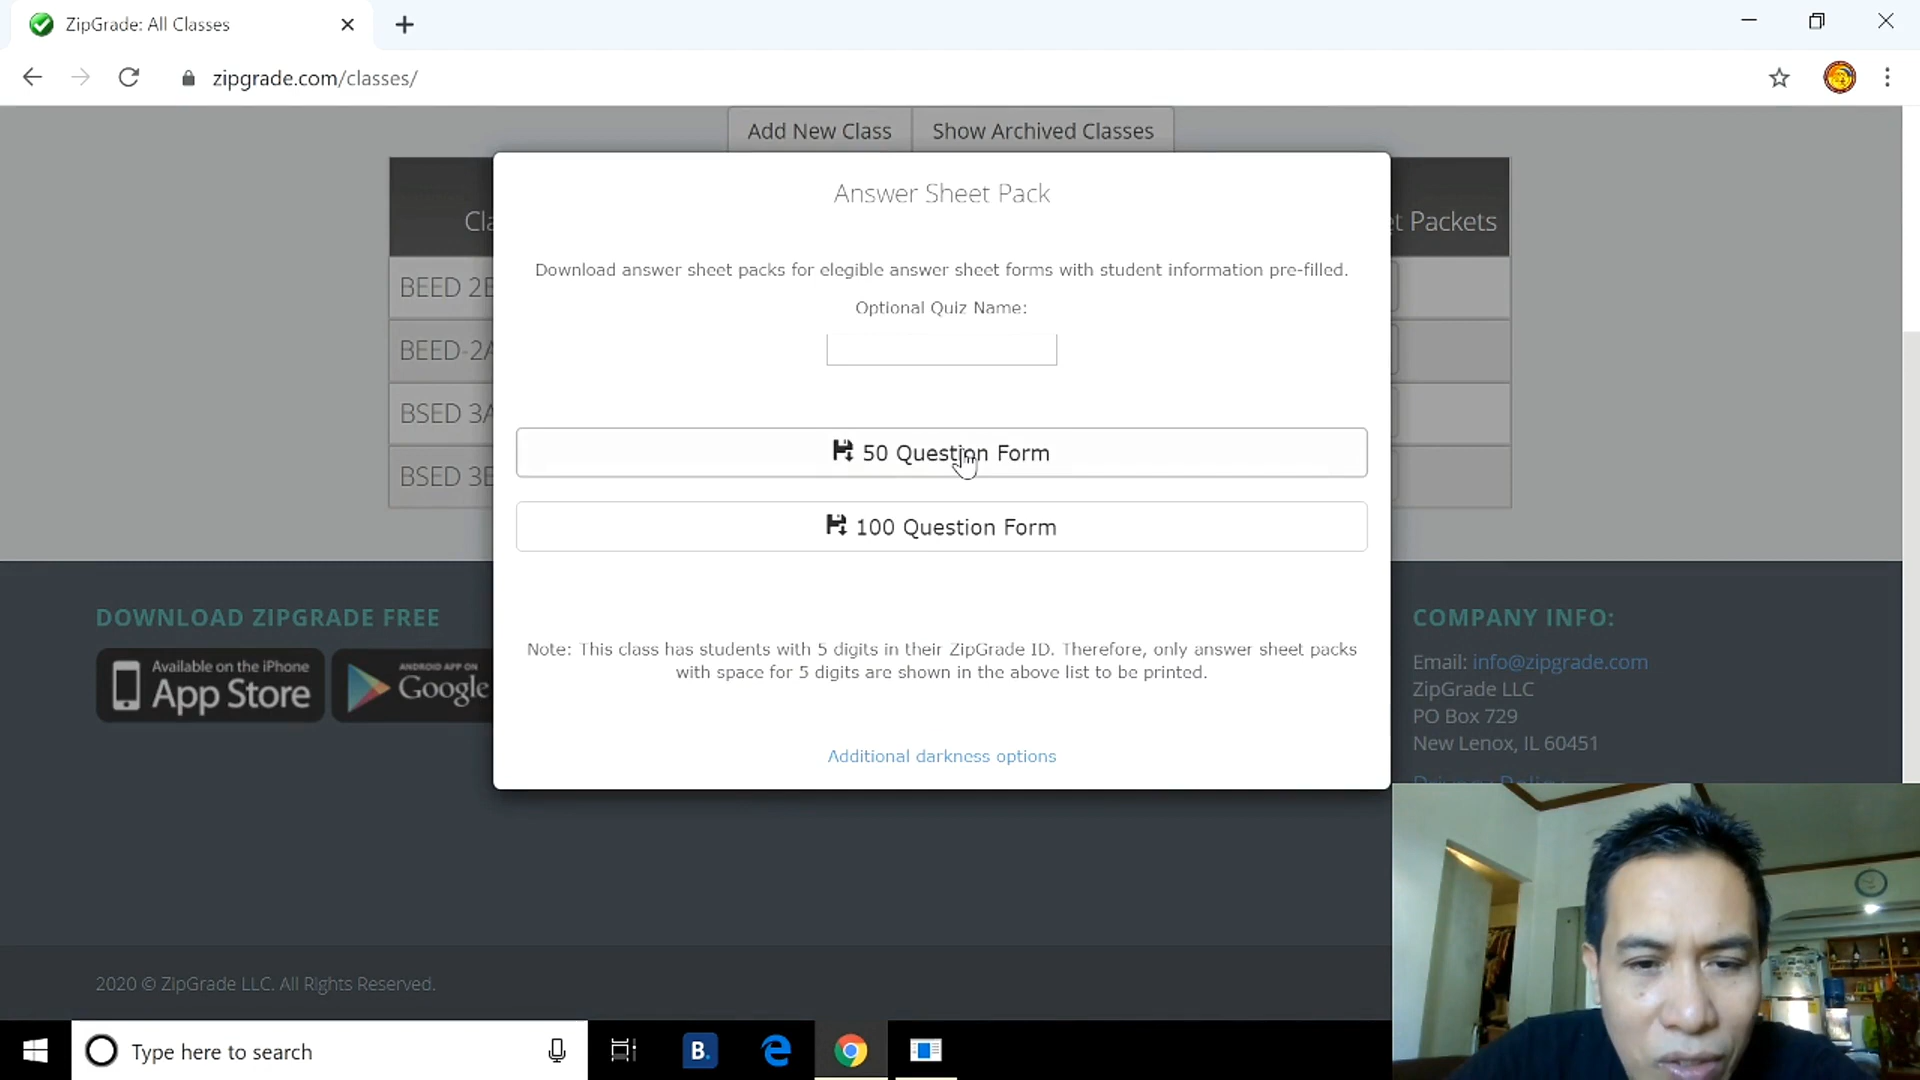 ZipGrade: All Classes
zipgrade.com/classes/
Add New Class
Show Archived Classes
Answer Sheet Pack
Packets
Download answer sheet packs for elegible answer sheet forms with student information pre-filled.
Optional Quiz Name:
BEED 2
BEED-2A
BSED 3A
BSED 3
50 Question Form
100 Question Form
DOWNLOAD ZIPGRADE FREE
Available on the iPhone
App Store
ANDROID APP ON
Google
Note: This class has students with 5 digits in their ZipGrade ID. Therefore, only answer sheet packs
with space for 5 digits are shown in the above list to be printed.
Additional darkness options
COMPANY INFO:
Email: info@zipgrade.com
ZipGrade LLC
PO Box 729
New Lenox, IL 60451
2020 © ZipGrade LLC. All Rights Reserved.
Type here to search
B.